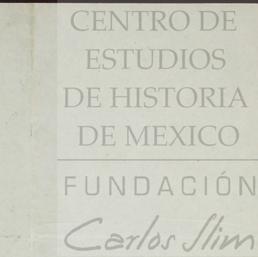 CENTRO DE
ESTUDIOS
DE HISTORIA
DE MEXICO
FUNDACIÓN
Carlos Slim